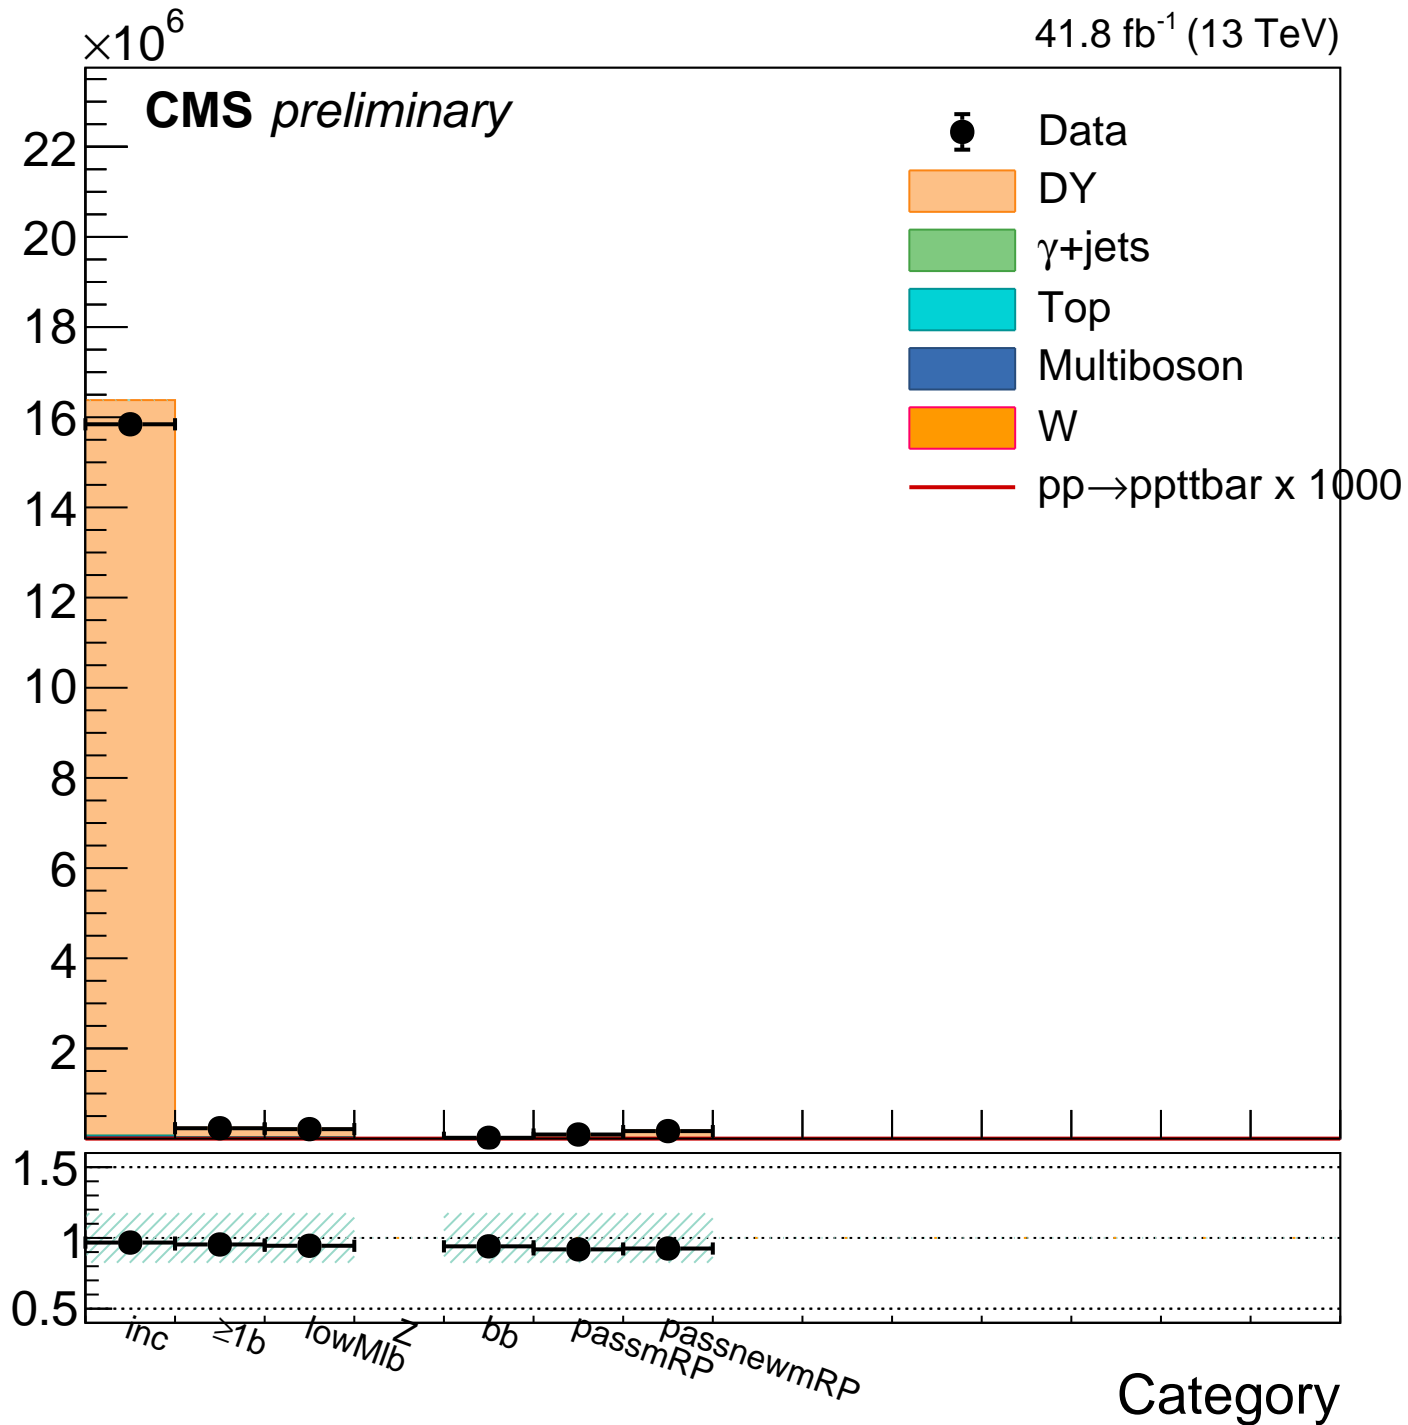 ×10⁶
41.8 fb⁻¹ (13 TeV)
CMS preliminary
Data
DY
γ+jets
Top
Multiboson
W
pp→ppttbar x 1000
22
20
18
16
14
12
10
8
6
4
2
1.5
1
0.5
inc
≥1b
lowMlb
Z
bb
passmRP
passnewmRP
Category